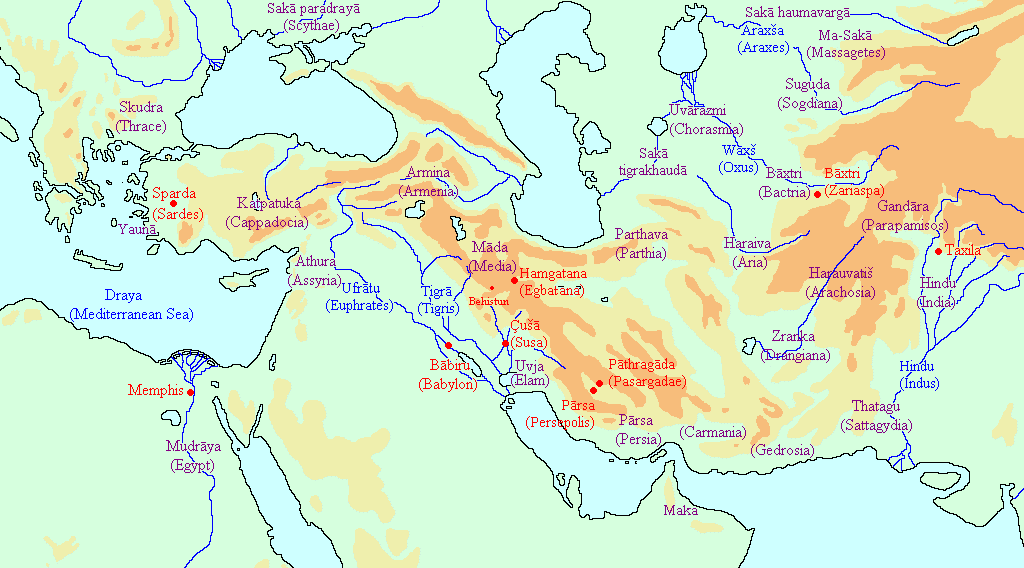 Sakā paradrayā
(Scythae)
Sakā haumavargā
Araxša
(Araxes)
Ma-Sakā
(Massagetes)
Suguda
(Sogdiana)
Skudra
(Thrace)
Uvārazmi
(Chorasmia)
Waxš
(Oxus)
Sakā
tigrakhaudā
Bāxtri
(Bactria)
Bāxtri
(Zariaspa)
Armina
(Armenia)
Sparda
(Sardes)
Katpatuka
(Cappadocia)
Yaunā
Gandāra
(Parapamisos)
Parthava
(Parthia)
Haraiva
(Aria)
Taxila
Māda
(Media)
Athura
(Assyria)
Hamgatana
(Egbatana)
Harauvatiš
(Arachosia)
Hindu
(India)
Ufrātu
(Euphrates)
Tigrā
(Tigris)
Behistun
Draya
(Mediterranean Sea)
Çušā
(Susa)
Zranka
(Drangiana)
Bābiru
(Babylon)
Uvja
(Elam)
Pāthragāda
(Pasargadae)
Hindu
(Indus)
Memphis
Pārsa
(Persepolis)
Pārsa
(Persia)
(Carmania)
(Gedrosia)
Thatagu
(Sattagydia)
Mudrāya
(Egypt)
Makā